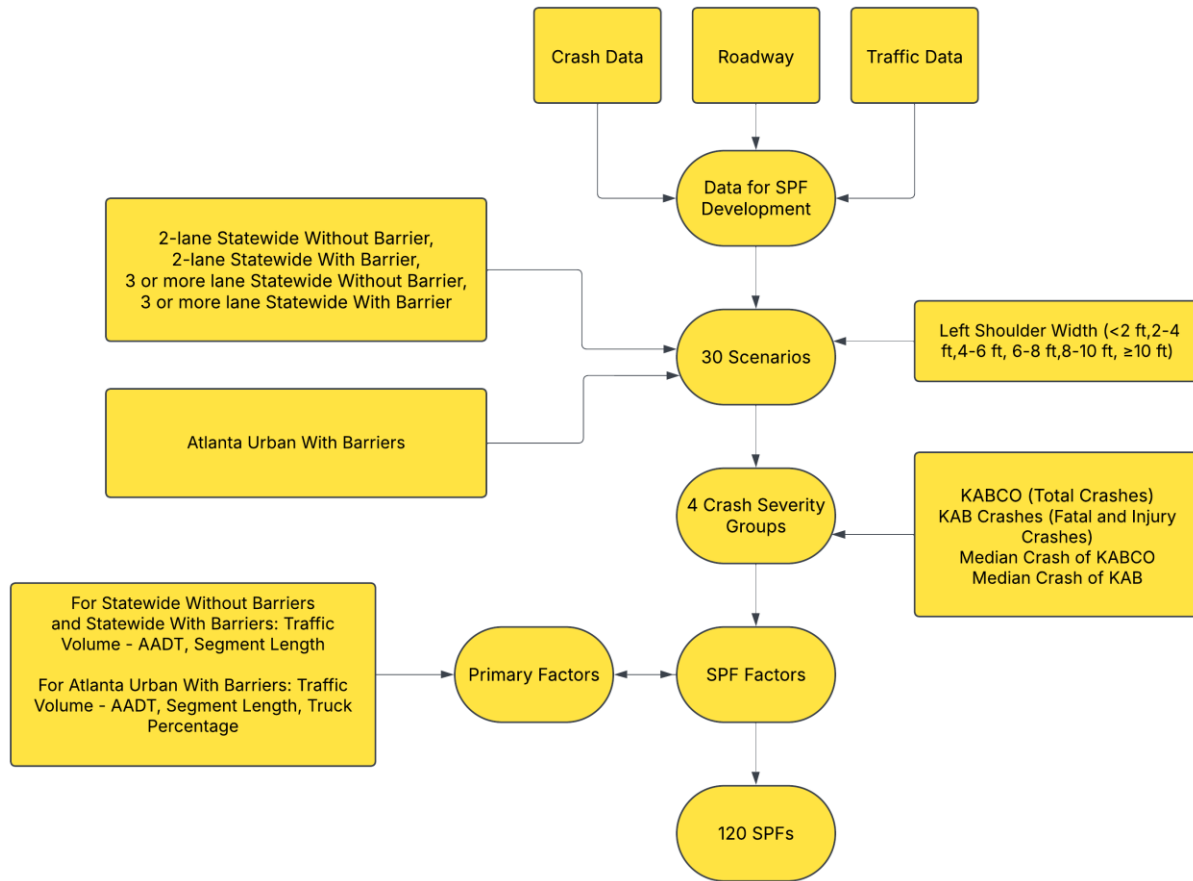 Crash Data
Roadway
Traffic Data
Data for SPF
Development
2-lane Statewide Without Barrier,
2-lane Statewide With Barrier,
3 or more lane Statewide Without Barrier,
3 or more lane Statewide With Barrier
30 Scenarios
Left Shoulder Width (<2 ft,2-4
ft,4-6 ft, 6-8 ft,8-10 ft, ≥10 ft)
Atlanta Urban With Barriers
4 Crash Severity
Groups
KABCO (Total Crashes)
KAB Crashes (Fatal and Injury
Crashes)
Median Crash of KABCO
Median Crash of KAB
For Statewide Without Barriers
and Statewide With Barriers: Traffic
Volume - AADT, Segment Length
For Atlanta Urban With Barriers: Traffic
Volume - AADT, Segment Length, Truck
Percentage
Primary Factors
SPF Factors
120 SPFs